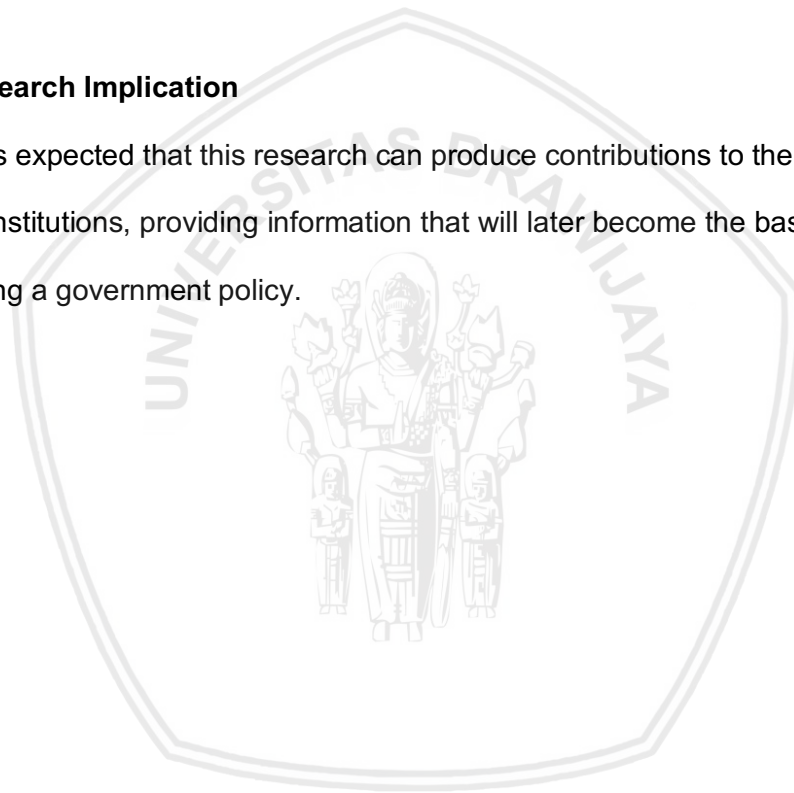 earch Implication
s expected that this research can produce contributions to the
nstitutions, providing information that will later become the bas
ng a government policy.
UNIVERSITAS BRAWIJAYA